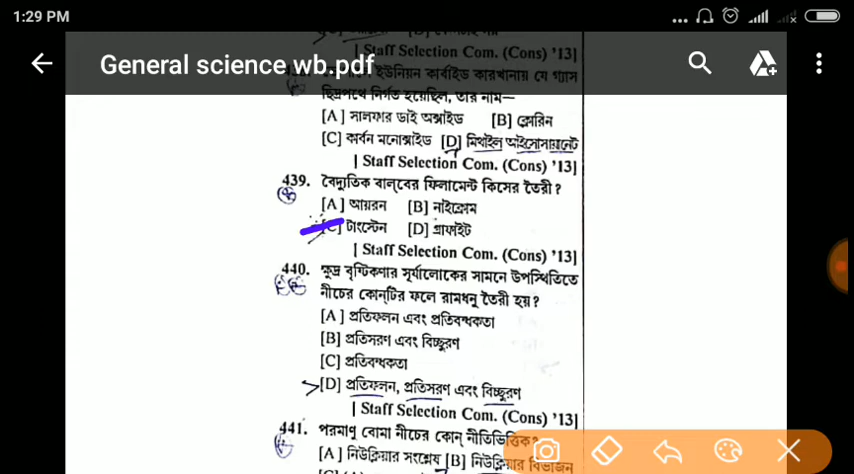 1:29 PM
General science wb.pdf
| Staff Selection Com. (Cons) '13]
ইউনিয়ন কার্বাইড কারখানায় যে গ্যাস
ছিদ্রপথে নির্গত হয়েছিল, তার নাম—
[A] সালফার ডাই অক্সাইড [B] ক্লোরিন
[C] কার্বন মনোক্সাইড [D] মিথাইল আইসোসায়ানেট
| Staff Selection Com. (Cons) '13]
439. বৈদ্যুতিক বাল্‌বের ফিলামেন্ট কিসের তৈরী?
[A] আয়রন [B] নাইক্রোম
[C] টাংস্টেন [D] গ্রাফাইট
| Staff Selection Com. (Cons) '13]
440. ক্ষুদ্র বৃষ্টিকণার সূর্যালোকের সামনে উপস্থিতিতে
নীচের কোন্‌টির ফলে রামধনু তৈরী হয়?
[A] প্রতিফলন এবং প্রতিবন্ধকতা
[B] প্রতিসরণ এবং বিচ্ছুরণ
[C] প্রতিবন্ধকতা
[D] প্রতিফলন, প্রতিসরণ এবং বিচ্ছুরণ
| Staff Selection Com. (Cons) '13]
441. পরমাণু বোমা নীচের কোন্ নীতিভিত্তিক?
[A] নিউক্লিয়ার সংশ্লেষ [B] নিউক্লিয়ার বিভাজন